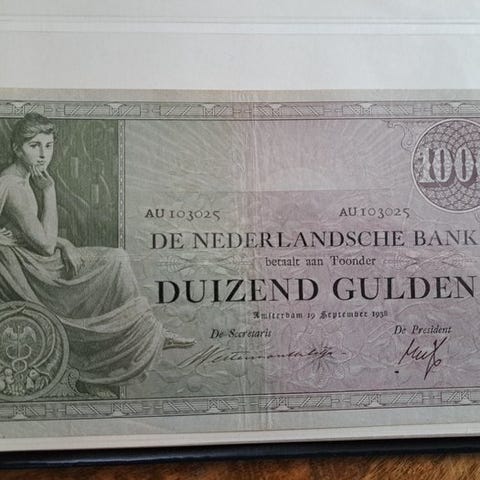 1000
AU 103025 AU 103025
DE NEDERLANDSCHE BANK
betaalt aan Toonder
DUIZEND GULDEN
Amsterdam 19 September 1938
De Secretaris De President